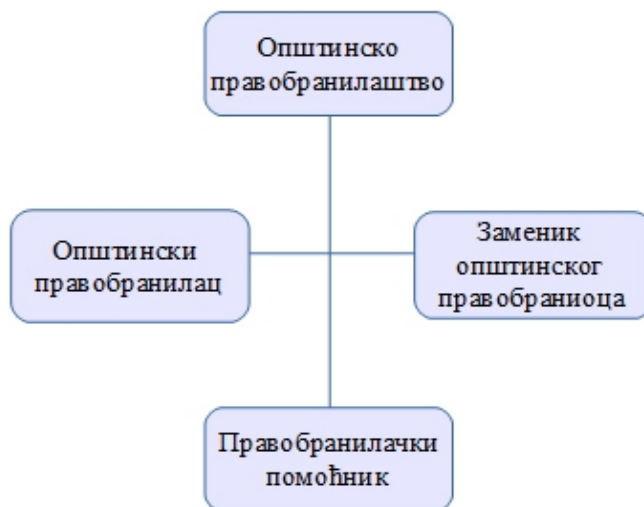 Општинско
правобранилаштво
Општински
правобранилац
Заменик
општинског
правобраниоца
Правобранилачки
помоћник